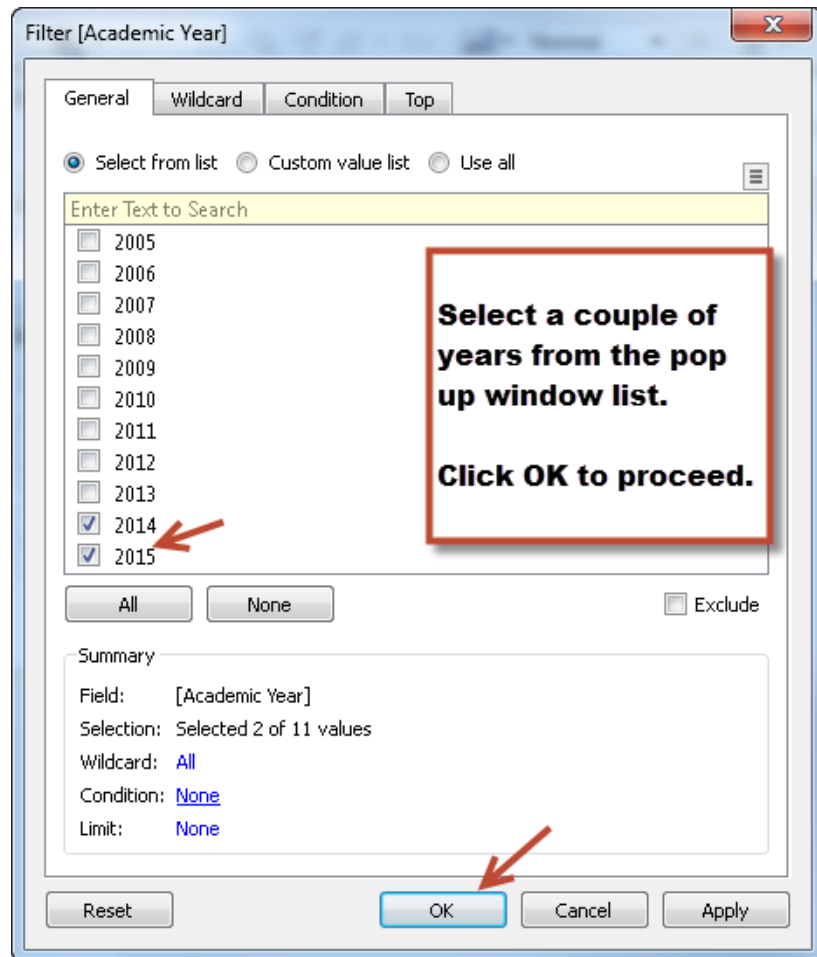 Filter [Academic Year]
General Wildcard Condition Top
Select from list Custom value list Use all
Enter Text to Search
2005
2006
2007
2008
2009
2010
2011
2012
2013
2014
2015
Select a couple of
years from the pop
up window list.
Click OK to proceed.
All None Exclude
Summary
Field: [Academic Year]
Selection: Selected 2 of 11 values
Wildcard: All
Condition: None
Limit: None
Reset OK Cancel Apply